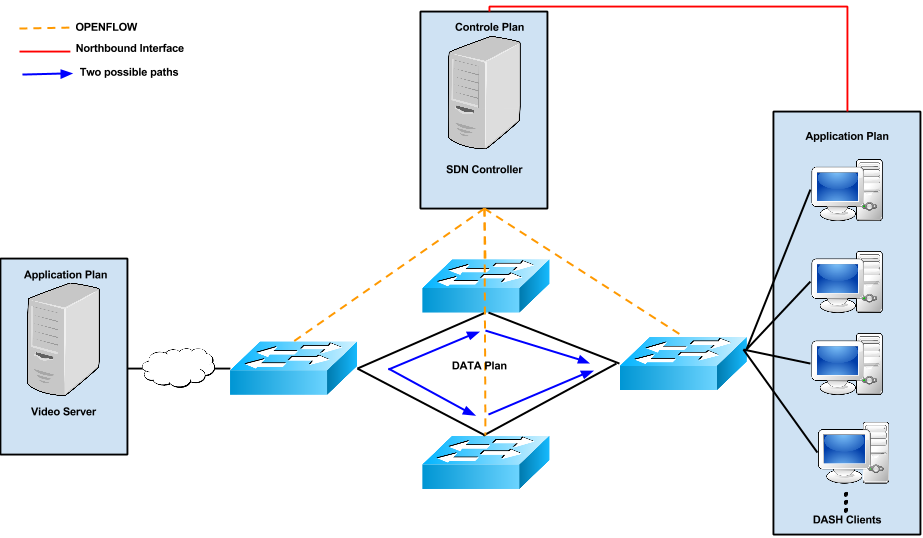 OPENFLOW
Northbound Interface
Two possible paths
Controle Plan
SDN Controller
Application Plan
Application Plan
Video Server
DATA Plan
DASH Clients